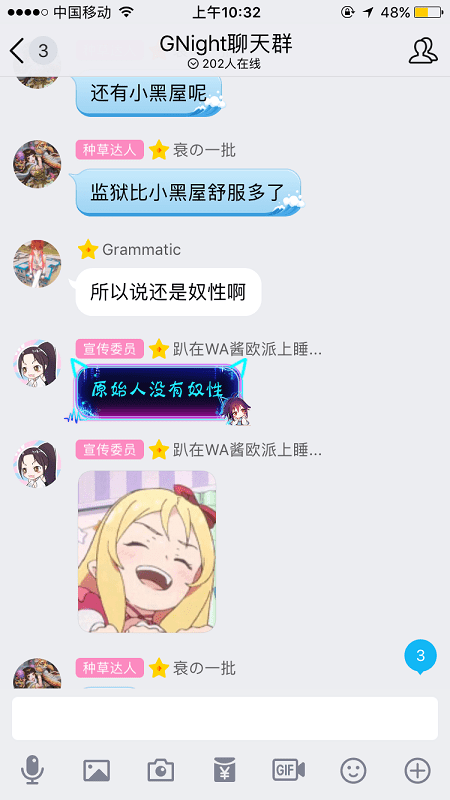 中国移动
上午10:32
48%
3
GNight聊天群
202人在线
还有小黑屋呢
种草达人 衰の一批
监狱比小黑屋舒服多了
Grammatic
所以说还是奴性啊
宣传委员 趴在WA酱欧派上睡...
原始人没有奴性
宣传委员 趴在WA酱欧派上睡...
3
种草达人 衰の一批
¥
GIF